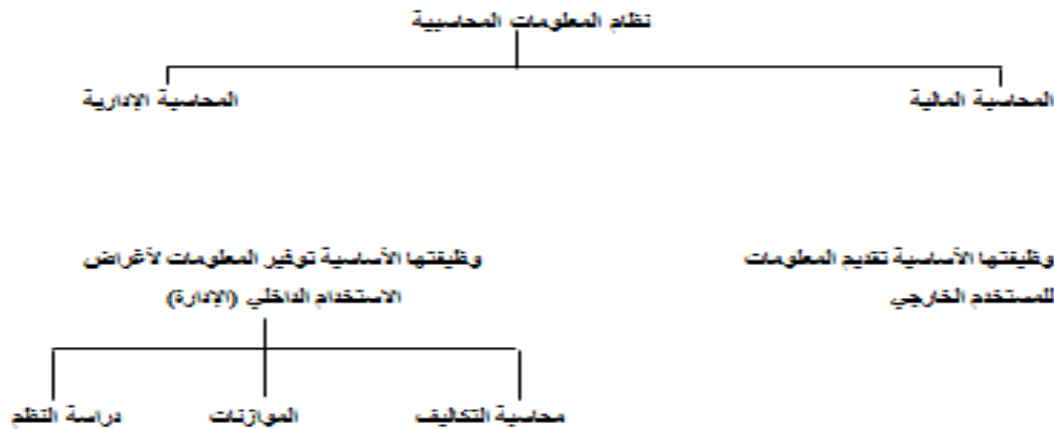 نظام المعلومات المحاسبية
المحاسبة المالية
المحاسبة الإدارية
وظيفتها الأساسية تقديم المعلومات
للمستخدم الخارجي
وظيفتها الأساسية توفير المعلومات لأغراض
الاستخدام الداخلي (الإدارة)
محاسبة التكاليف
الموازنات
دراسة النظم